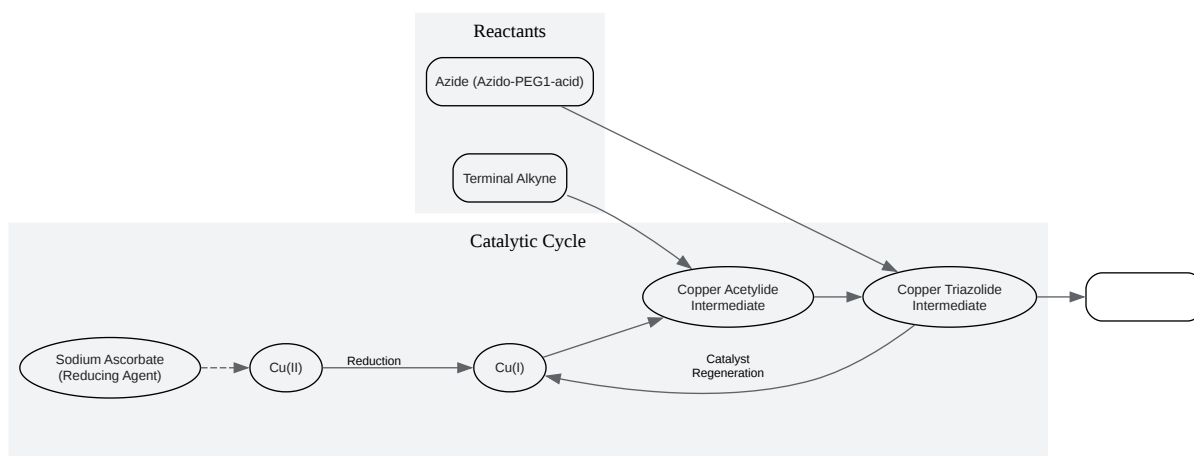 Reactants
Azide (Azido-PEG1-acid)
Terminal Alkyne
Catalytic Cycle
Copper Acetylide
Intermediate
Copper Triazolide
Intermediate
Sodium Ascorbate
(Reducing Agent)
Cu(II)
Reduction
Cu(I)
Catalyst
Regeneration